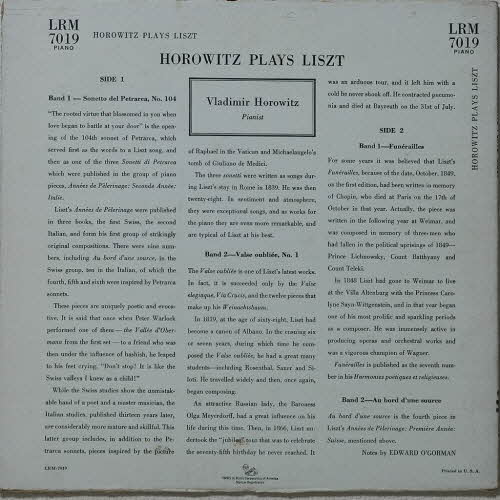 LRM
7019
PIANO
HOROWITZ PLAYS LISZT
LRM
7019
PIANO
HOROWITZ PLAYS LISZT
HOROWITZ PLAYS LISZT
SIDE 1
Band 1 — Sonetto del Petrarca, No. 104
"The rooted virtue that blossomed in you when
love began to battle at your door" is the open-
ing of the 104th sonnet of Petrarch, which
served first as the words to a Liszt song, and
then as one of the three Sonetti di Petrarca
which were published in the group of piano
pieces, Années de Pèlerinage: Seconde Année:
Italie.
Liszt's Années de Pèlerinage were published
in three books, the first Swiss, the second
Italian, and form his first group of strikingly
original compositions. There were nine num-
bers, including Au bord d'une source, in the
Swiss group, ten in the Italian, of which the
fourth, fifth and sixth were inspired by Petrarca
sonnets.
These pieces are uniquely poetic and evoca-
tive. It is said that once when Peter Warlock
performed one of them — the Vallée d'Ober-
mann from the first set — to a friend who was
then under the influence of hashish, he leaped
to his feet crying, "Don't stop! It is like the
Swiss valleys I knew as a child!"
While the Swiss studies show the unmistak-
able hand of a poet and a master musician, the
Italian studies, published thirteen years later,
are considerably more mature and skillful. This
latter group includes, in addition to the Pe-
trarca sonnets, pieces inspired by the picture
Vladimir Horowitz
Pianist
of Raphael in the Vatican and Michaelangelo's
tomb of Giuliano de Medici.
The three sonetti were written as songs dur-
ing Liszt's stay in Rome in 1839. He was then
twenty-eight. In sentiment and atmosphere,
they were exceptional songs, and as works for
the piano they are even more remarkable, and
are typical of Liszt at his best.
Band 2—Valse oubliée, No. 1
The Valse oubliée is one of Liszt's latest works.
In fact, it is succeeded only by the Valse
elegiaque, Via Crucis, and the twelve pieces that
make up his Weinachtsbaum.
In 1879, at the age of sixty-eight, Liszt had
become a canon of Albano. In the ensuing six
or seven years, during which time he com-
posed the Valse oubliée, he had a great many
students—including Rosenthal, Sauer and Si-
loti. He travelled widely and then, once again,
began composing.
An attractive Russian lady, the Baroness
Olga Meyerdorff, had a great influence on his
life during this time. Then, in 1866, Liszt un-
dertook the "jubilee tour that was to celebrate
the seventy-fifth birthday he never reached. It
was an arduous tour, and it left him with a
cold he never shook off. He contracted pneumo-
nia and died at Bayreuth on the 31st of July.
SIDE 2
Band 1—Funérailles
For some years it was believed that Liszt's
Funérailles, because of the date, October, 1849,
on the first edition, had been written in memory
of Chopin, who died at Paris on the 17th of
October in that year. Actually, the piece was
written in the following year at Weimar, and
was composed in memory of three men who
had fallen in the political uprisings of 1849—
Prince Lichnowsky, Count Batthyany and
Count Teleki.
In 1848 Liszt had gone to Weimar to live
at the Villa Altenburg with the Princess Caro-
lyne Sayn-Wittgenstein, and in that year began
one of his most prolific and sparkling periods
as a composer. He was immensely active in
producing operas and orchestral works and
was a vigorous champion of Wagner.
Funérailles is published as the seventh num-
ber in his Harmonies poetiques et religieuses.
Band 2—Au bord d'une source
Au bord d'une source is the fourth piece in
Liszt's Années de Pèlerinage: Première Année:
Suisse, mentioned above.
Notes by EDWARD O'GORMAN
LRM-7019
Printed in U. S. A.